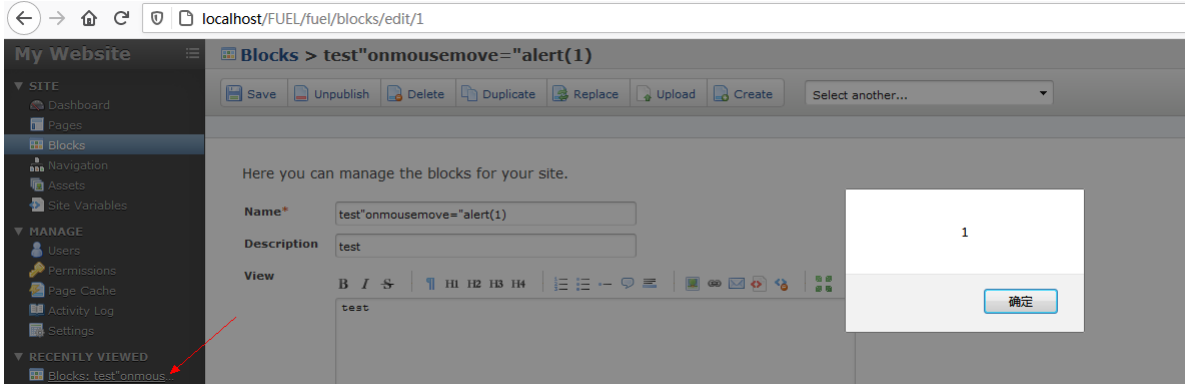 localhost/FUEL/fuel/blocks/edit/1
My Website
Blocks > test"onmousemove="alert(1)
Save Unpublish Delete Duplicate Replace Upload Create Select another...
SITE
Dashboard
Pages
Blocks
Navigation
Assets
Site Variables
MANAGE
Users
Permissions
Page Cache
Activity Log
Settings
RECENTLY VIEWED
Blocks: test"onmous...
Here you can manage the blocks for your site.
Name* test"onmousemove="alert(1)
Description test
View
B I S ¶ H1 H2 H3 H4
test
1
确定